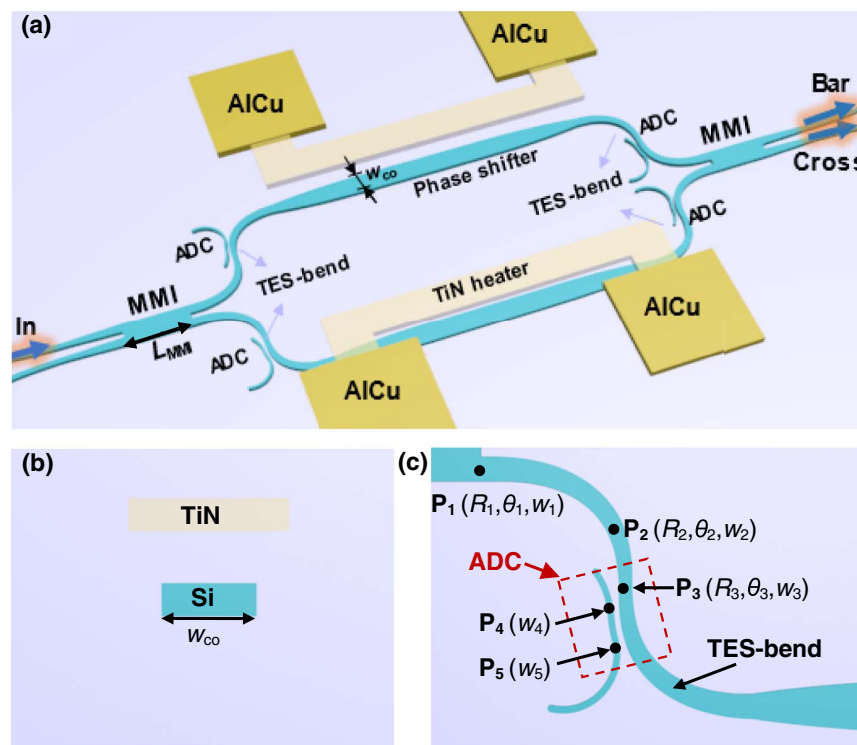 (a)
AlCu
AlCu
Bar
ADC
MMI
Cross
w_co
Phase shifter
TES-bend
ADC
ADC
TES-bend
MMI
TiN heater
In
L_MMI
AlCu
ADC
AlCu
(b)
TiN
Si
w_co
(c)
P₁ (R₁,θ₁,w₁)
P₂ (R₂,θ₂,w₂)
ADC
P₃ (R₃,θ₃,w₃)
P₄ (w₄)
P₅ (w₅)
TES-bend